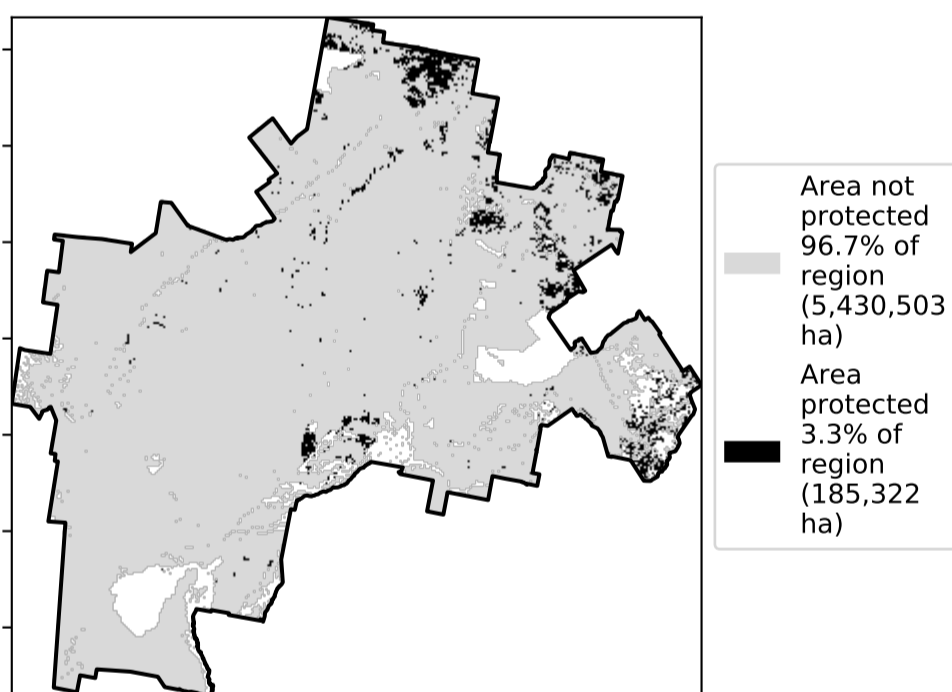 Area not
protected
96.7% of
region
(5,430,503
ha)
Area
protected
3.3% of
region
(185,322
ha)